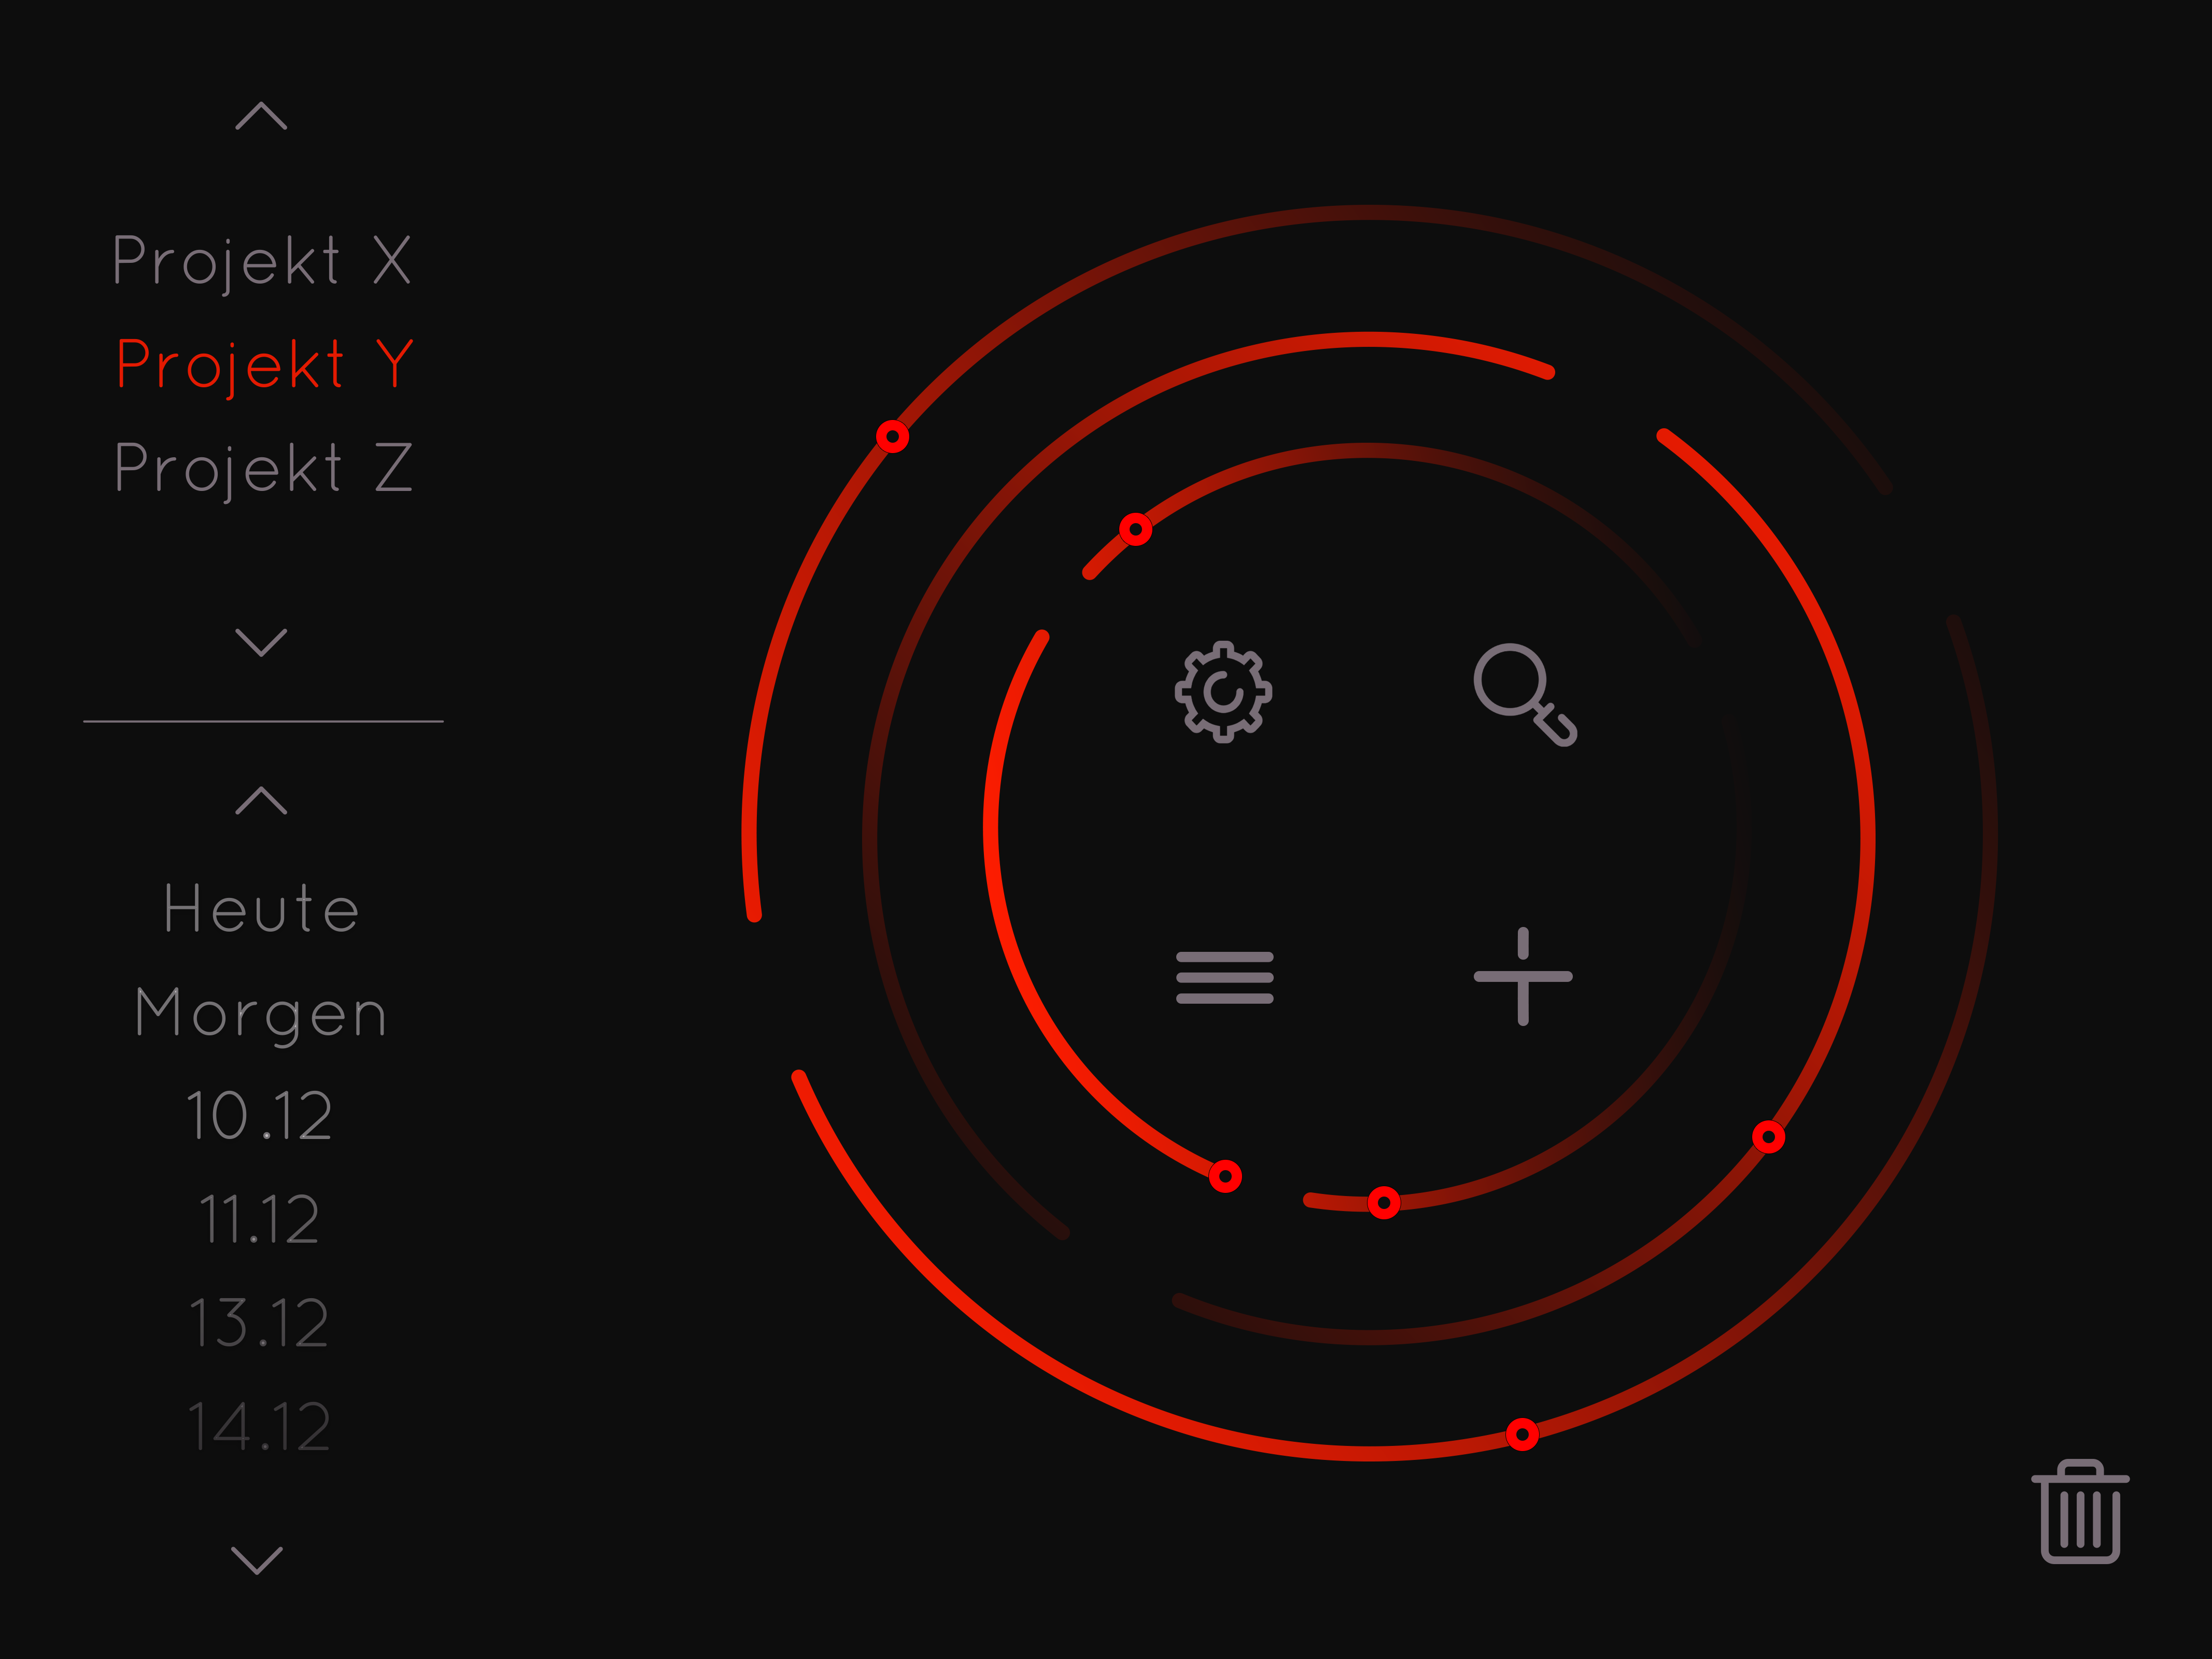 Projekt X
Projekt Y
Projekt Z
Heute
Morgen
10.12
11.12
13.12
14.12